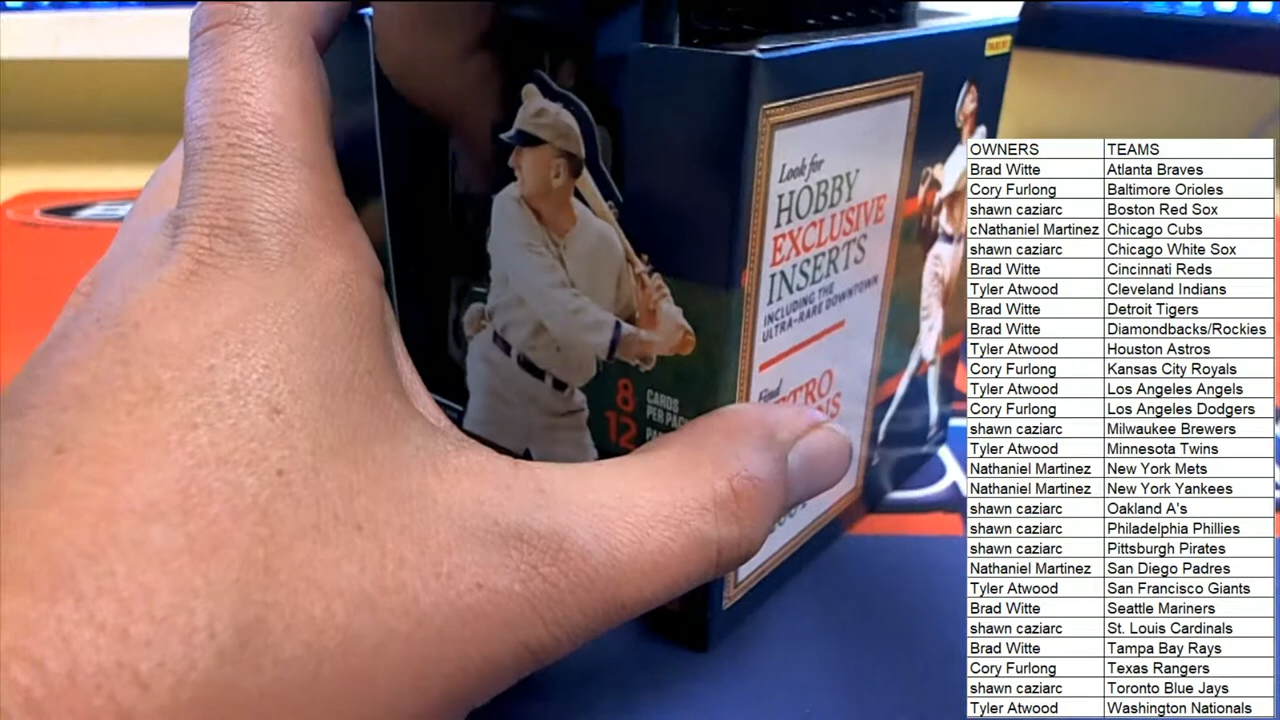 PANINI
Look for
HOBBY
EXCLUSIVE
INSERTS
INCLUDING THE
ULTRA-RARE DOWNTOWN
Find
8 CARDS
PER PACK
12
OWNERS TEAMS
Brad Witte Atlanta Braves
Cory Furlong Baltimore Orioles
shawn caziarc Boston Red Sox
cNathaniel Martinez Chicago Cubs
shawn caziarc Chicago White Sox
Brad Witte Cincinnati Reds
Tyler Atwood Cleveland Indians
Brad Witte Detroit Tigers
Brad Witte Diamondbacks/Rockies
Tyler Atwood Houston Astros
Cory Furlong Kansas City Royals
Tyler Atwood Los Angeles Angels
Cory Furlong Los Angeles Dodgers
shawn caziarc Milwaukee Brewers
Tyler Atwood Minnesota Twins
Nathaniel Martinez New York Mets
Nathaniel Martinez New York Yankees
shawn caziarc Oakland A's
shawn caziarc Philadelphia Phillies
shawn caziarc Pittsburgh Pirates
Nathaniel Martinez San Diego Padres
Tyler Atwood San Francisco Giants
Brad Witte Seattle Mariners
shawn caziarc St. Louis Cardinals
Brad Witte Tampa Bay Rays
Cory Furlong Texas Rangers
shawn caziarc Toronto Blue Jays
Tyler Atwood Washington Nationals